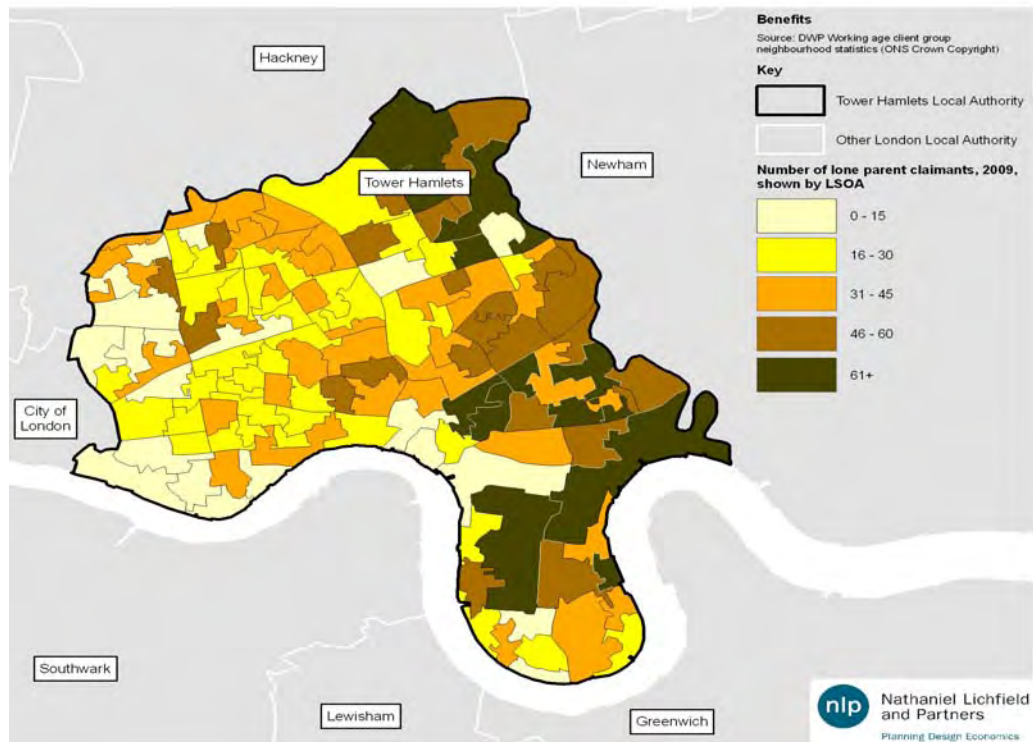 Benefits
Source: DWP Working age client group
neighbourhood statistics (ONS Crown Copyright)
Key
Tower Hamlets Local Authority
Other London Local Authority
Number of lone parent claimants, 2009,
shown by LSOA
0 - 15
16 - 30
31 - 45
46 - 60
61+
Hackney
Newham
Tower Hamlets
City of
London
Southwark
Lewisham
Greenwich
nlp
Nathaniel Lichfield
and Partners
Planning Design Economics